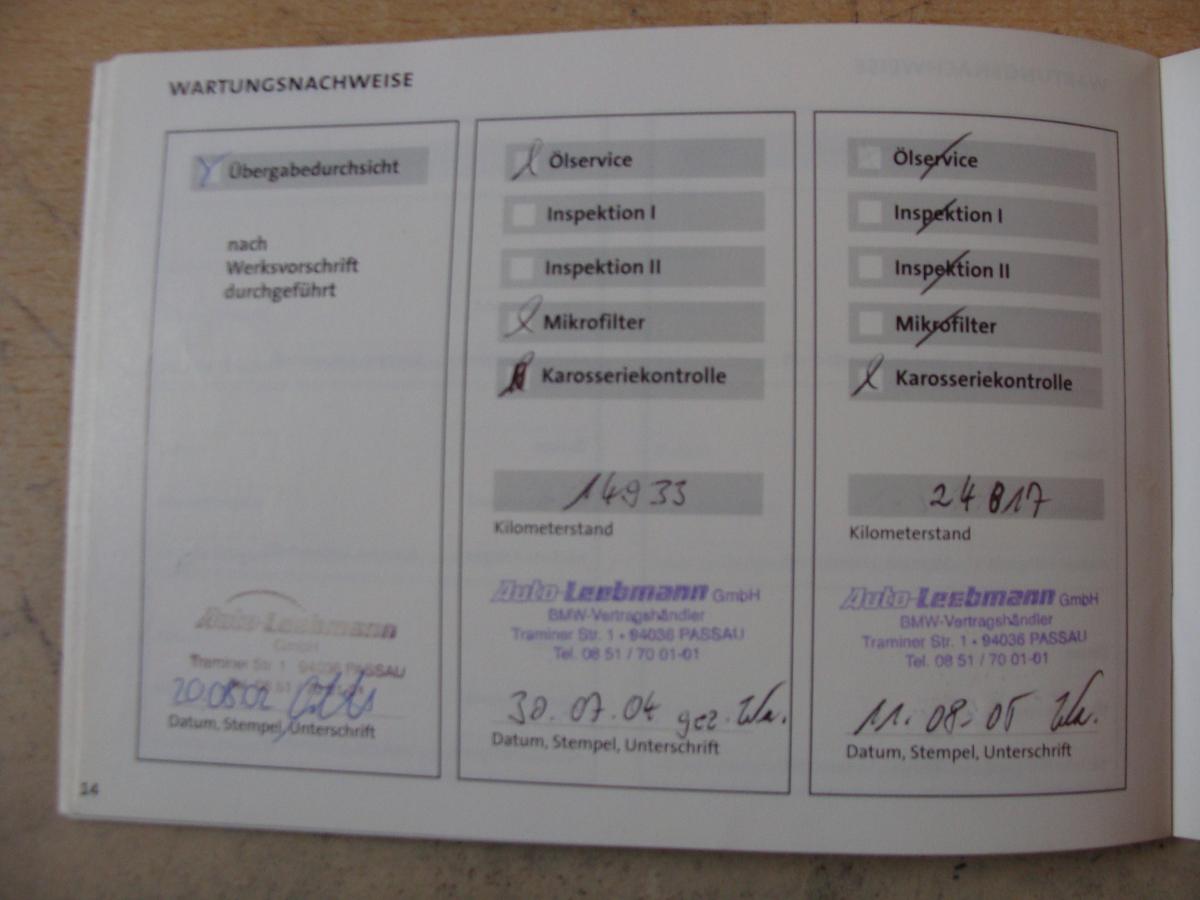 WARTUNGSNACHWEISE
Übergabedurchsicht
nach
Werksvorschrift
durchgeführt
Auto-Leebmann
GmbH
Traminer Str. 1 94036 PASSAU
20.08.02
Datum, Stempel, Unterschrift
Ölservice
Inspektion I
Inspektion II
Mikrofilter
Karosseriekontrolle
14933
Kilometerstand
Auto-Leebmann GmbH
BMW-Vertragshändler
Traminer Str. 1 • 94036 PASSAU
Tel. 08 51 / 70 01-01
30.07.04 gez.
Datum, Stempel, Unterschrift
Ölservice
Inspektion I
Inspektion II
Mikrofilter
Karosseriekontrolle
24817
Kilometerstand
Auto-Leebmann GmbH
BMW-Vertragshändler
Traminer Str. 1 • 94036 PASSAU
Tel. 08 51 / 70 01-01
11.08.05
Datum, Stempel, Unterschrift
14